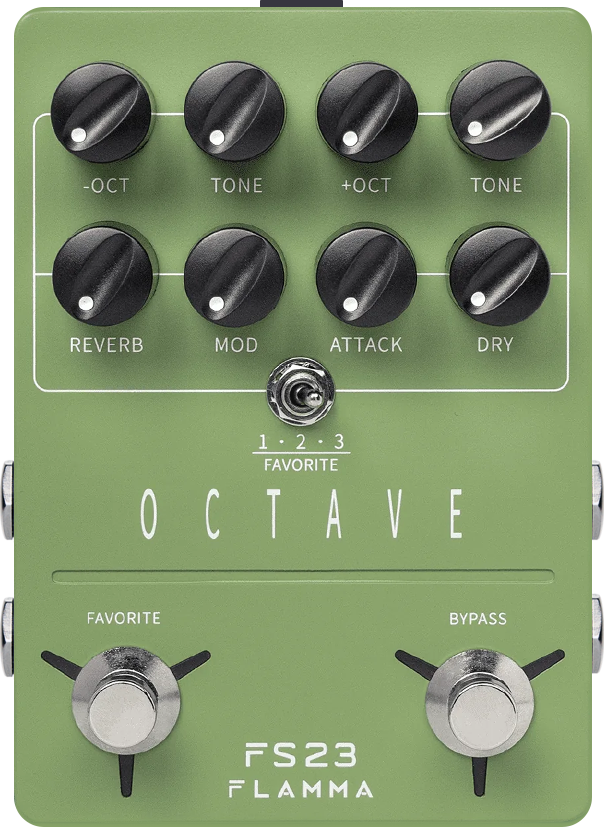 -OCT TONE +OCT TONE
REVERB MOD ATTACK DRY
1 · 2 · 3
FAVORITE
OCTAVE
FAVORITE BYPASS
FS23
FLAMMA